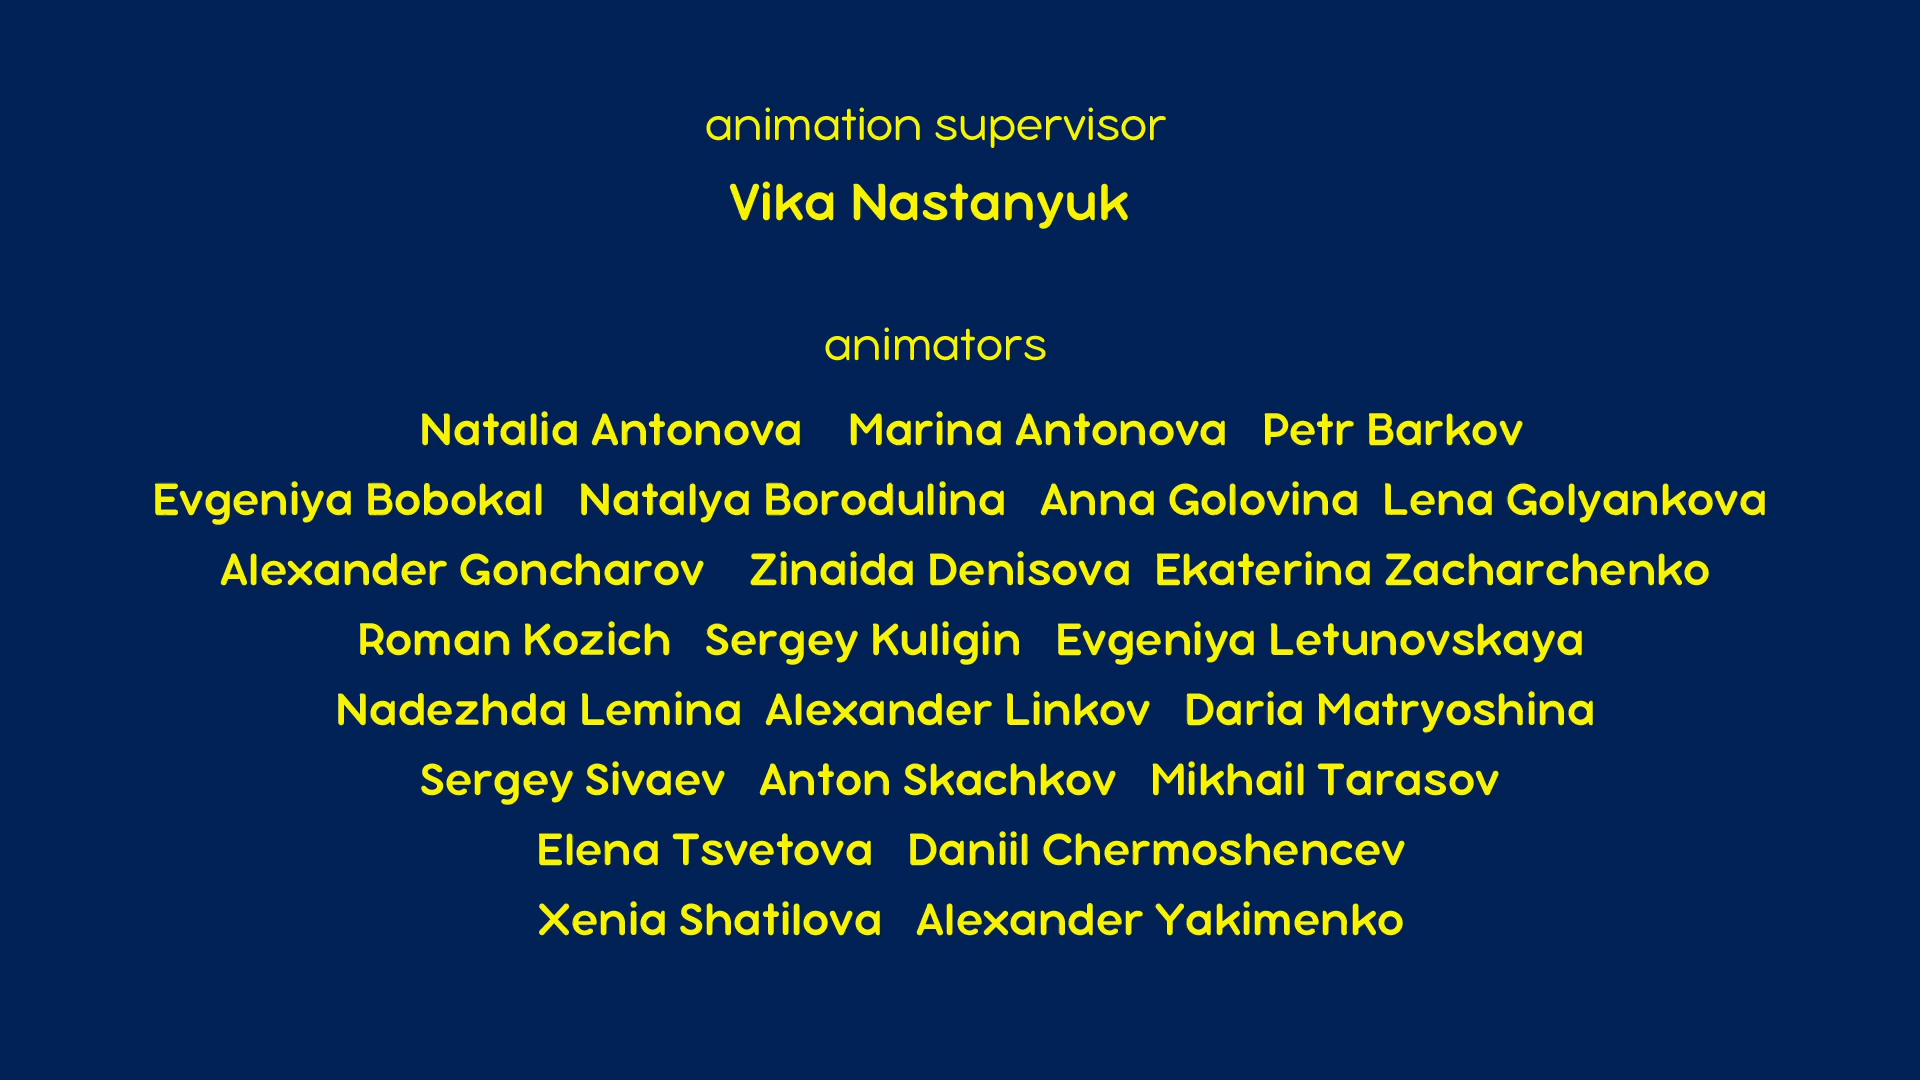 animation supervisor
Vika Nastanyuk
animators
Natalia Antonova Marina Antonova Petr Barkov
Evgeniya Bobokal Natalya Borodulina Anna Golovina Lena Golyankova
Alexander Goncharov Zinaida Denisova Ekaterina Zacharchenko
Roman Kozich Sergey Kuligin Evgeniya Letunovskaya
Nadezhda Lemina Alexander Linkov Daria Matryoshina
Sergey Sivaev Anton Skachkov Mikhail Tarasov
Elena Tsvetova Daniil Chermoshencev
Xenia Shatilova Alexander Yakimenko